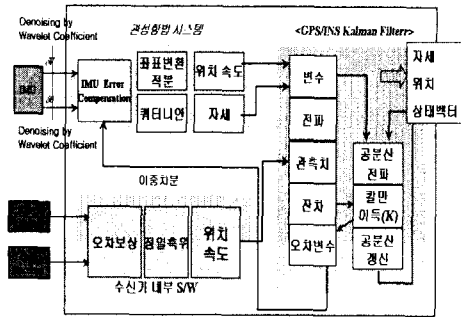 Denoising by
Wavelet Coefficient
관성항법 시스템
<GPS/INS Kalman Filterr>
IMU
IMU Error
Compensation
좌표변환
적분
위치 속도
쿼터니안
자세
변수
전파
관측치
잔차
오차변수
자세
위치
상태벡터
공분산
전파
칼만
이득(K)
공분산
갱신
Denoising by
Wavelet Coefficient
이중차분
오차보상
정밀측위
위치
속도
수신기 내부 S/W